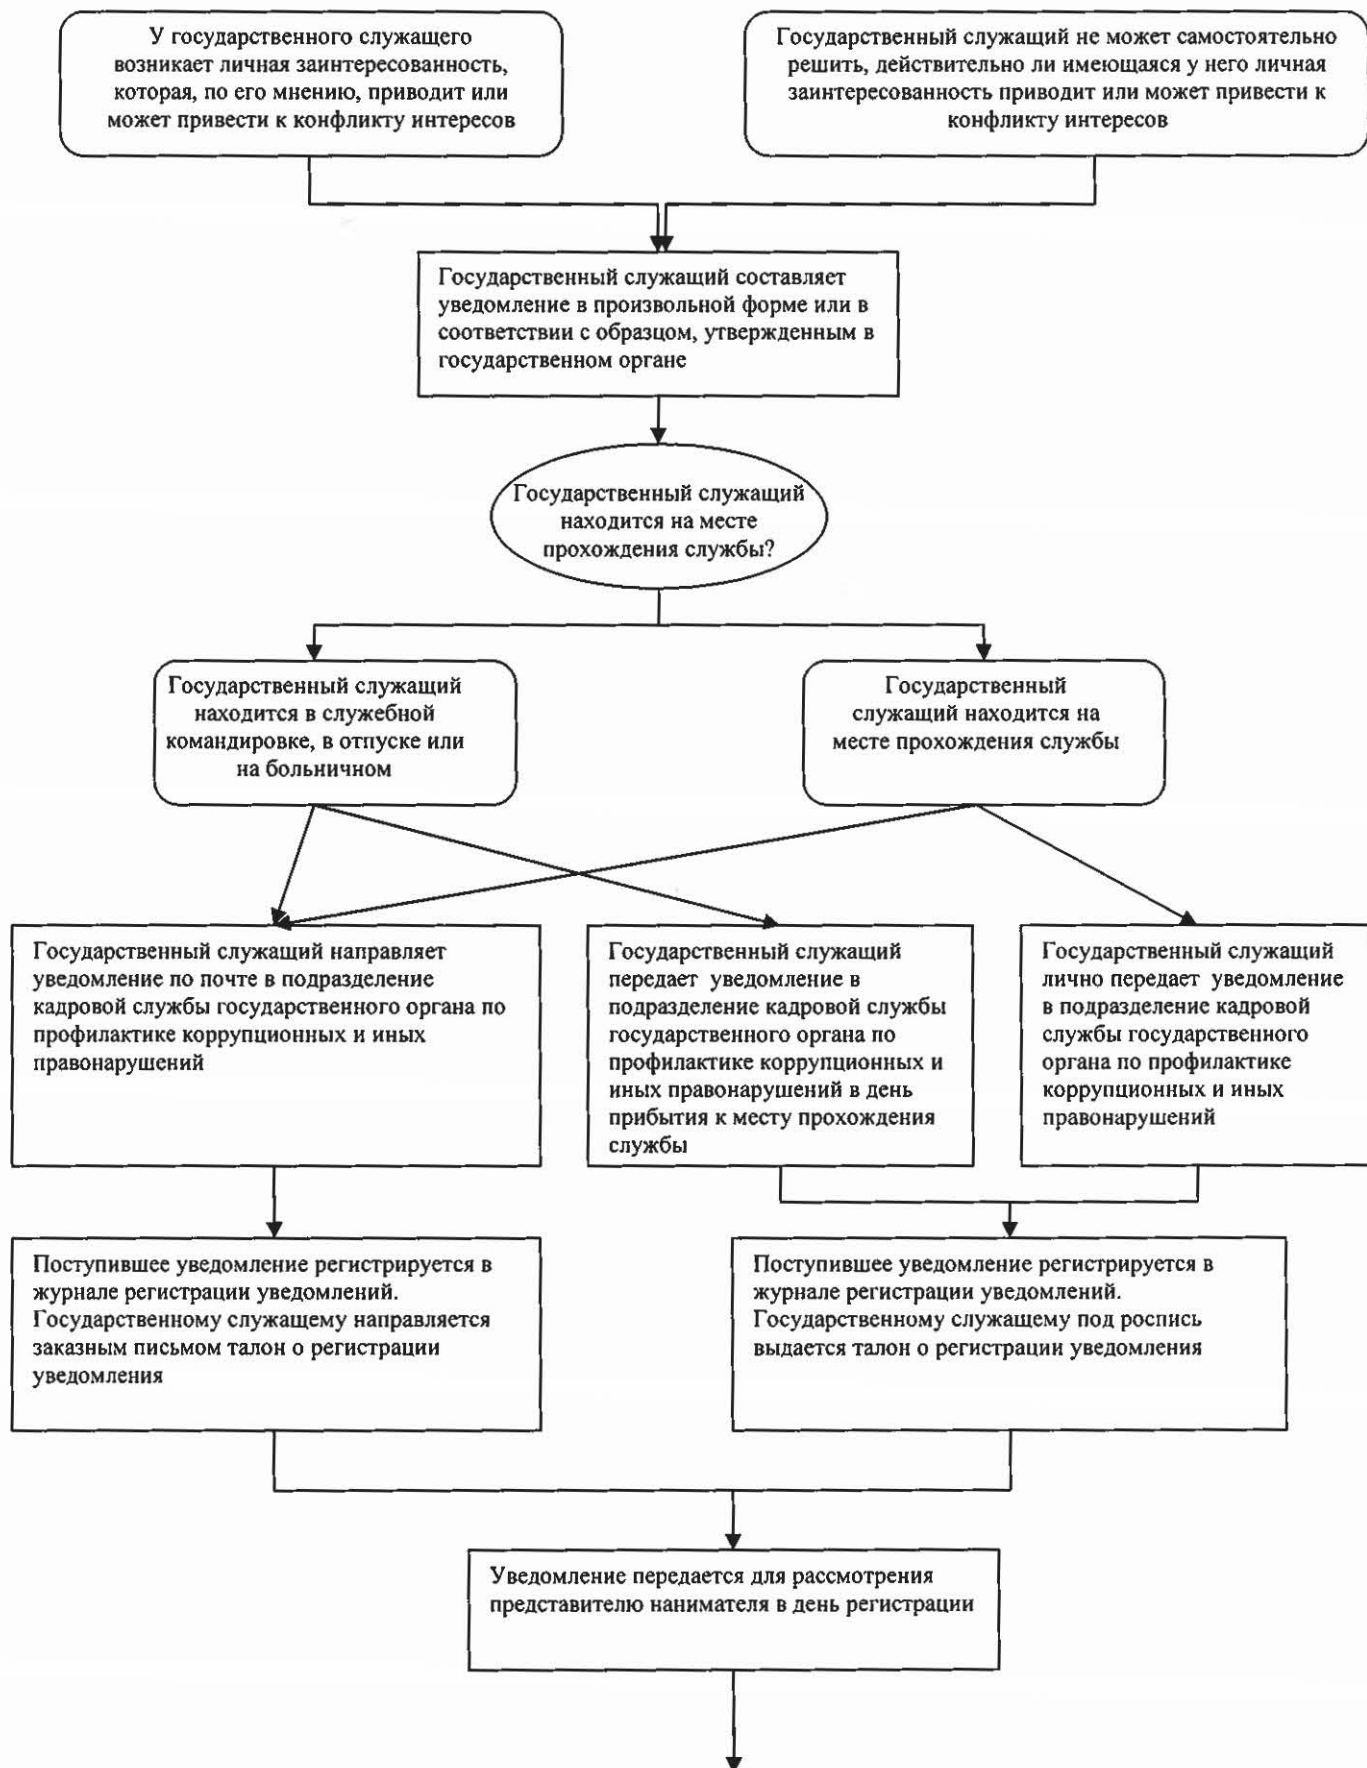 У государственного служащего
возникает личная заинтересованность,
которая, по его мнению, приводит или
может привести к конфликту интересов
Государственный служащий не может самостоятельно
решить, действительно ли имеющаяся у него личная
заинтересованность приводит или может привести к
конфликту интересов
Государственный служащий составляет
уведомление в произвольной форме или в
соответствии с образцом, утвержденным в
государственном органе
Государственный служащий
находится на месте
прохождения службы?
Государственный служащий
находится в служебной
командировке, в отпуске или
на больничном
Государственный
служащий находится на
месте прохождения службы
Государственный служащий направляет
уведомление по почте в подразделение
кадровой службы государственного органа по
профилактике коррупционных и иных
правонарушений
Государственный служащий
передает уведомление в
подразделение кадровой службы
государственного органа по
профилактике коррупционных и
иных правонарушений в день
прибытия к месту прохождения
службы
Государственный служащий
лично передает уведомление
в подразделение кадровой
службы государственного
органа по профилактике
коррупционных и иных
правонарушений
Поступившее уведомление регистрируется в
журнале регистрации уведомлений.
Государственному служащему направляется
заказным письмом талон о регистрации
уведомления
Поступившее уведомление регистрируется в
журнале регистрации уведомлений.
Государственному служащему под роспись
выдается талон о регистрации уведомления
Уведомление передается для рассмотрения
представителю нанимателя в день регистрации